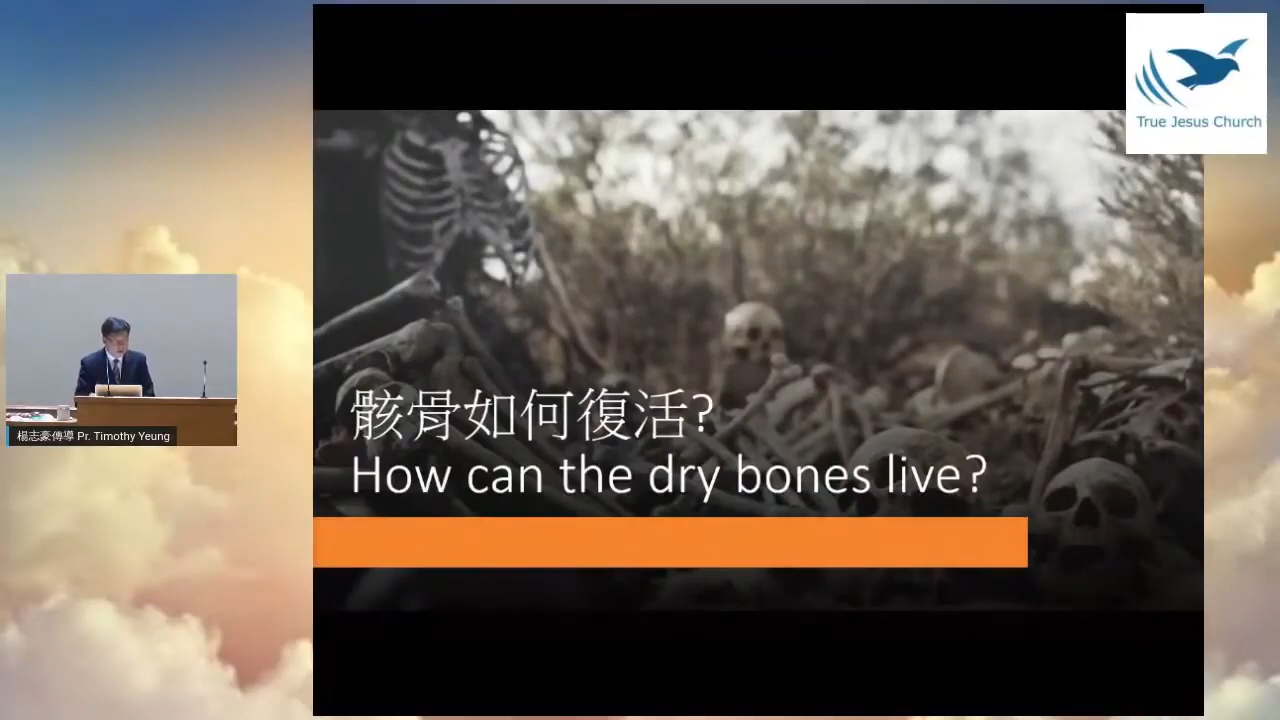 True Jesus Church
骸骨如何復活?
How can the dry bones live?
楊志豪傳導 Pr. Timothy Yeung